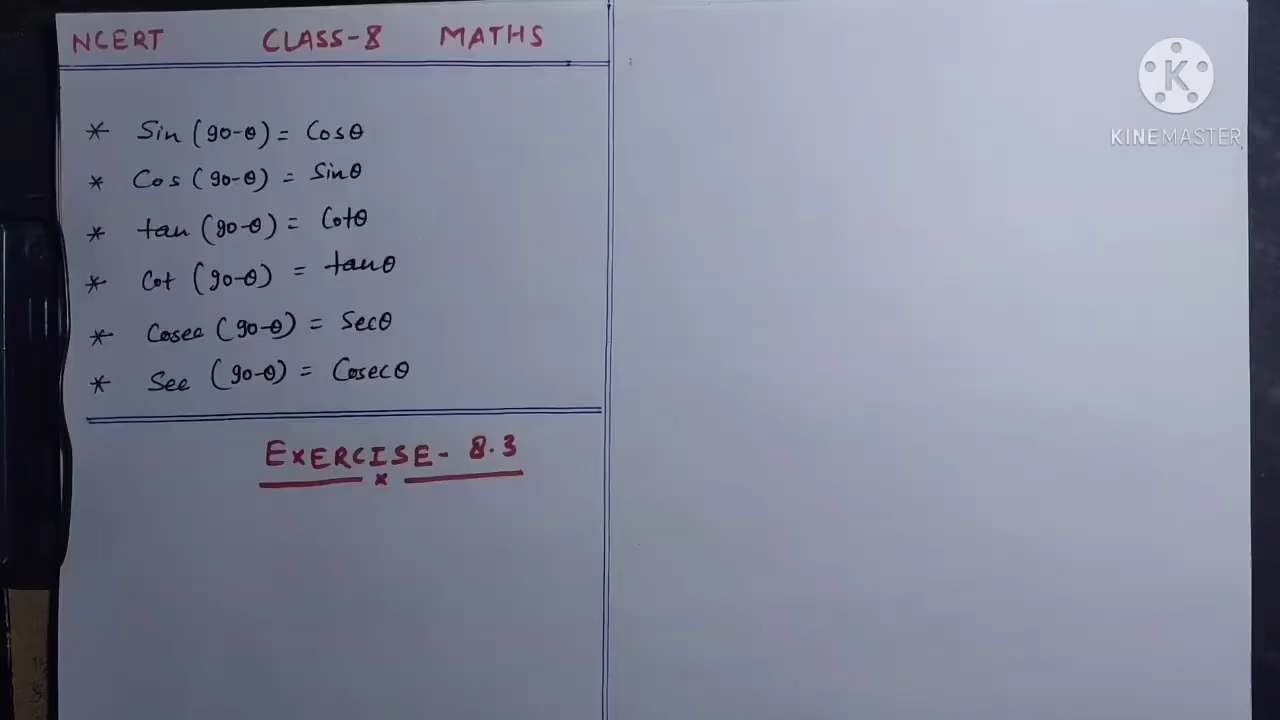 NCERT CLASS-8 MATHS
* Sin (90-θ) = Cosθ
* Cos (90-θ) = Sinθ
* tan (90-θ) = Cotθ
* Cot (90-θ) = tanθ
* Cosec (90-θ) = Secθ
* Sec (90-θ) = Cosecθ
EXERCISE - 8.3
x
K
KINEMASTER